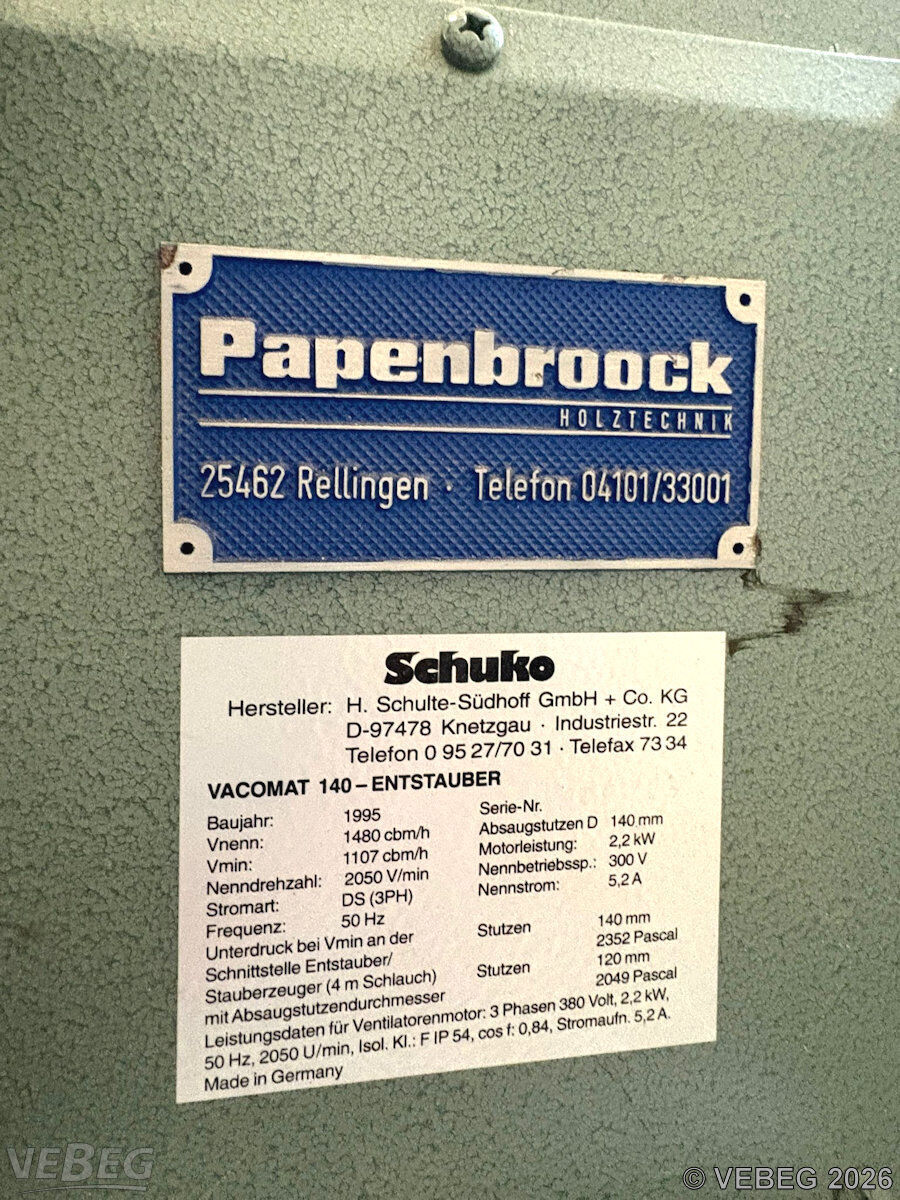 Papenbroock
HOLZTECHNIK
25462 Rellingen · Telefon 04101/33001
Schuko
Hersteller: H. Schulte-Südhoff GmbH + Co. KG
D-97478 Knetzgau · Industriestr. 22
Telefon 0 95 27/70 31 · Telefax 73 34
VACOMAT 140 – ENTSTAUBER
Baujahr: 1995 Serie-Nr.
Vnenn: 1480 cbm/h Absaugstutzen D 140 mm
Vmin: 1107 cbm/h Motorleistung: 2,2 kW
Nenndrehzahl: 2050 V/min Nennbetriebssp.: 300 V
Stromart: DS (3PH) Nennstrom: 5,2 A
Frequenz: 50 Hz
Unterdruck bei Vmin an der Stutzen 140 mm
Schnittstelle Entstauber/ 2352 Pascal
Stauberzeuger (4 m Schlauch) Stutzen 120 mm
mit Absaugstutzendurchmesser 2049 Pascal
Leistungsdaten für Ventilatorenmotor: 3 Phasen 380 Volt, 2,2 kW,
50 Hz, 2050 U/min, Isol. Kl.: F IP 54, cos f: 0,84, Stromaufn. 5,2 A.
Made in Germany
VEBEG
© VEBEG 2026